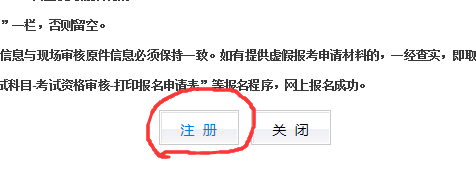 ”一栏，否则留空。
信息与现场审核原件信息必须保持一致。如有提供虚假报考申请材料的，一经查实，即取
试科目-考试资格审核-打印报名申请表”等报名程序，网上报名成功。
注 册 关 闭